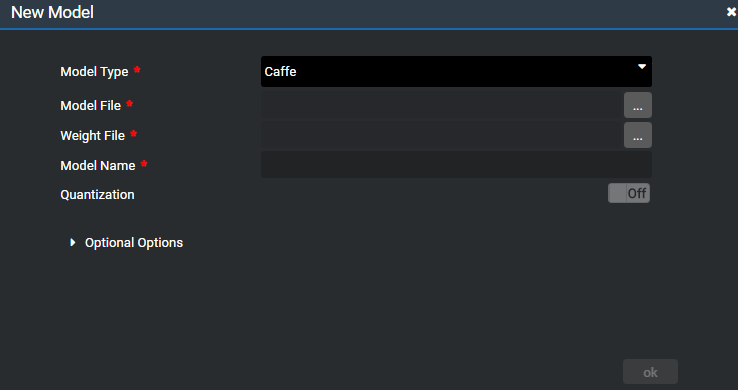 New Model
Model Type *
Caffe
Model File *
...
Weight File *
...
Model Name *
Quantization
Off
Optional Options
ok